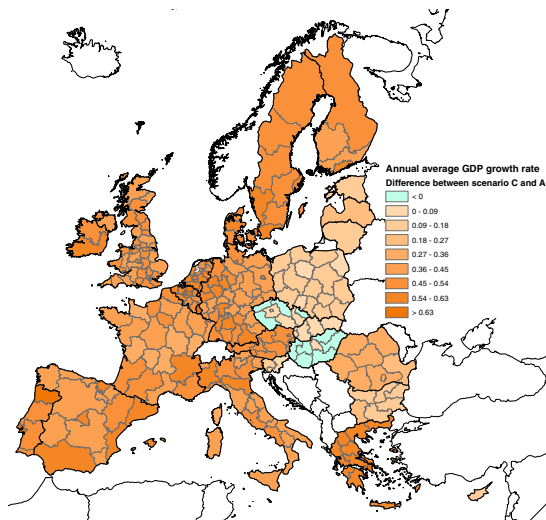 Annual average GDP growth rate
Difference between scenario C and A
< 0
0 - 0.09
0.09 - 0.18
0.18 - 0.27
0.27 - 0.36
0.36 - 0.45
0.45 - 0.54
0.54 - 0.63
> 0.63